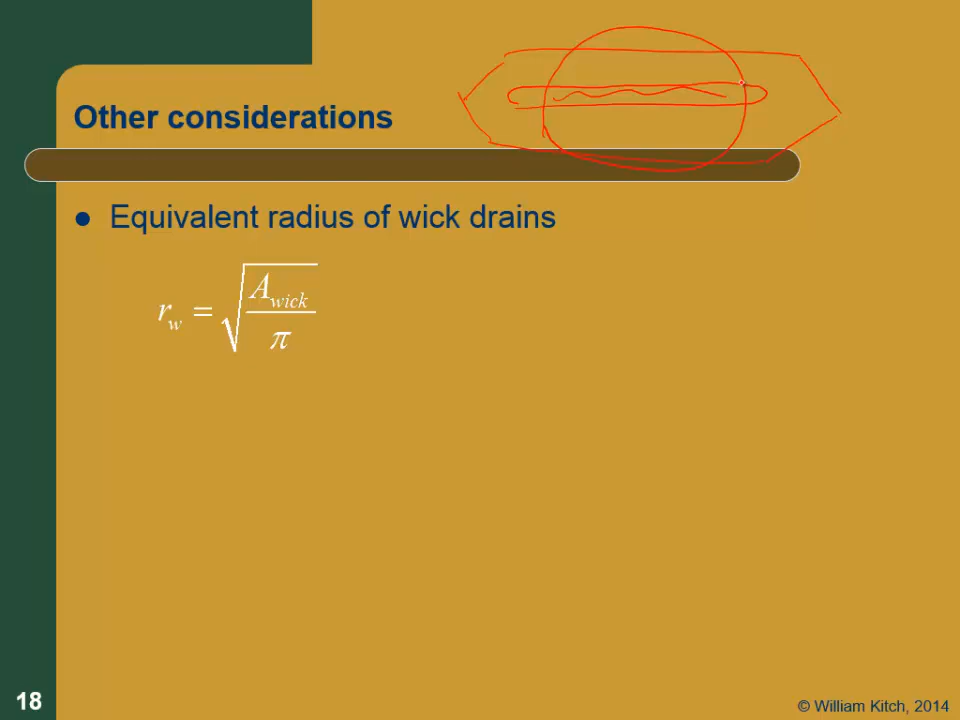 Other considerations
Equivalent radius of wick drains
r_w = √(A_wick / π)
18
© William Kitch, 2014